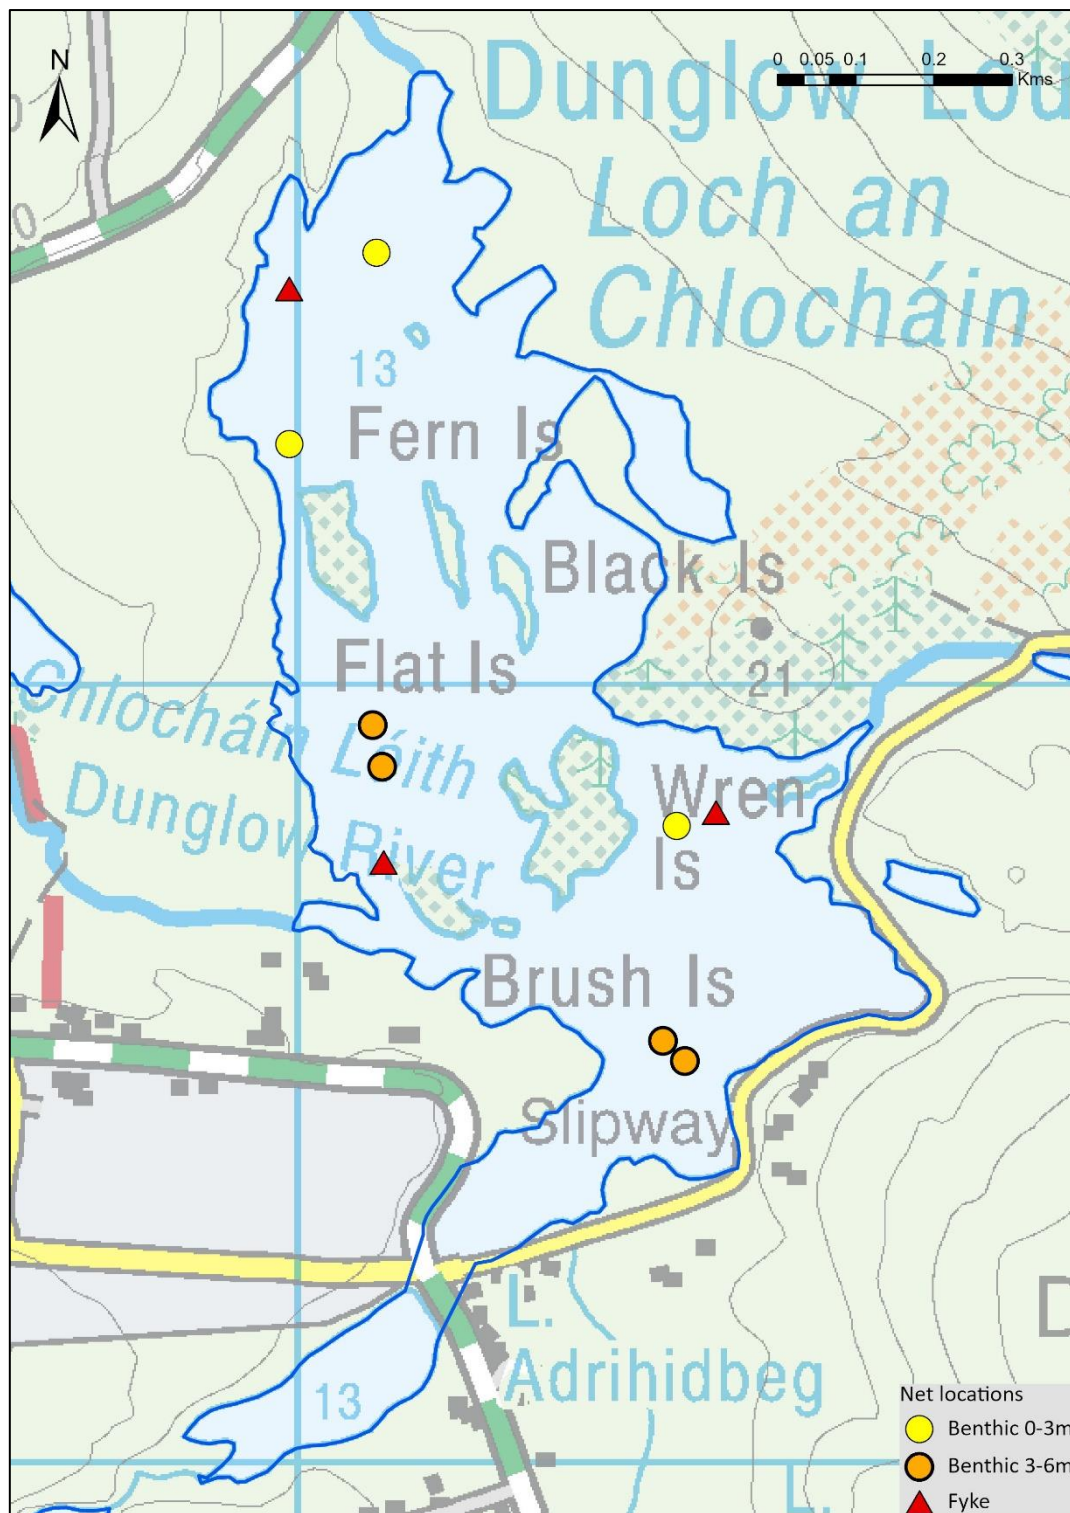 N
0 0.05 0.1 0.2 0.3
Kms
Dunglow Lou
Loch an
Chlocháin
13
Fern Is
Black Is
Flat Is
21
Chlocháin Léith
Dunglow River
Wren
Is
Brush Is
Slipway
L.
Adrihidbeg
13
D
L.
Net locations
Benthic 0-3m
Benthic 3-6m
Fyke